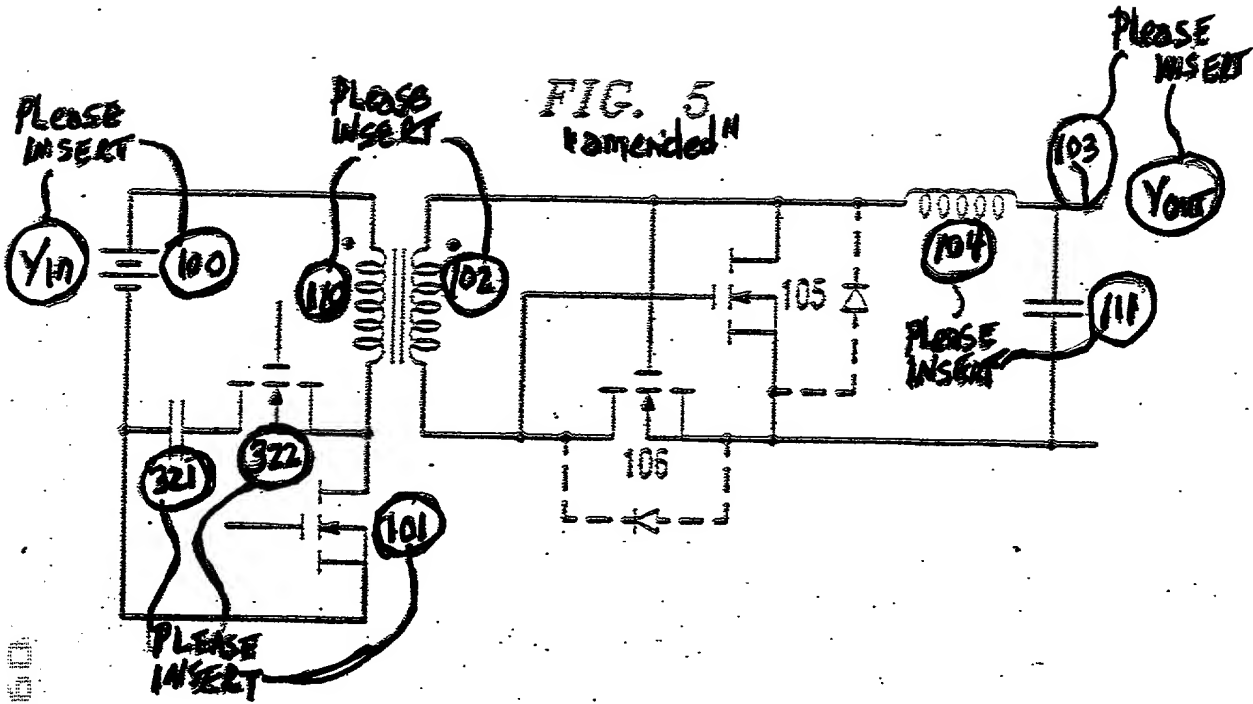 Please
INSERT
FIG. 5
"amended"
Please
INSERT
Please
INSERT
103
Yout
Yin
100
110
102
104
105
111
Please
INSERT
322
321
106
101
PLEASE
INSERT